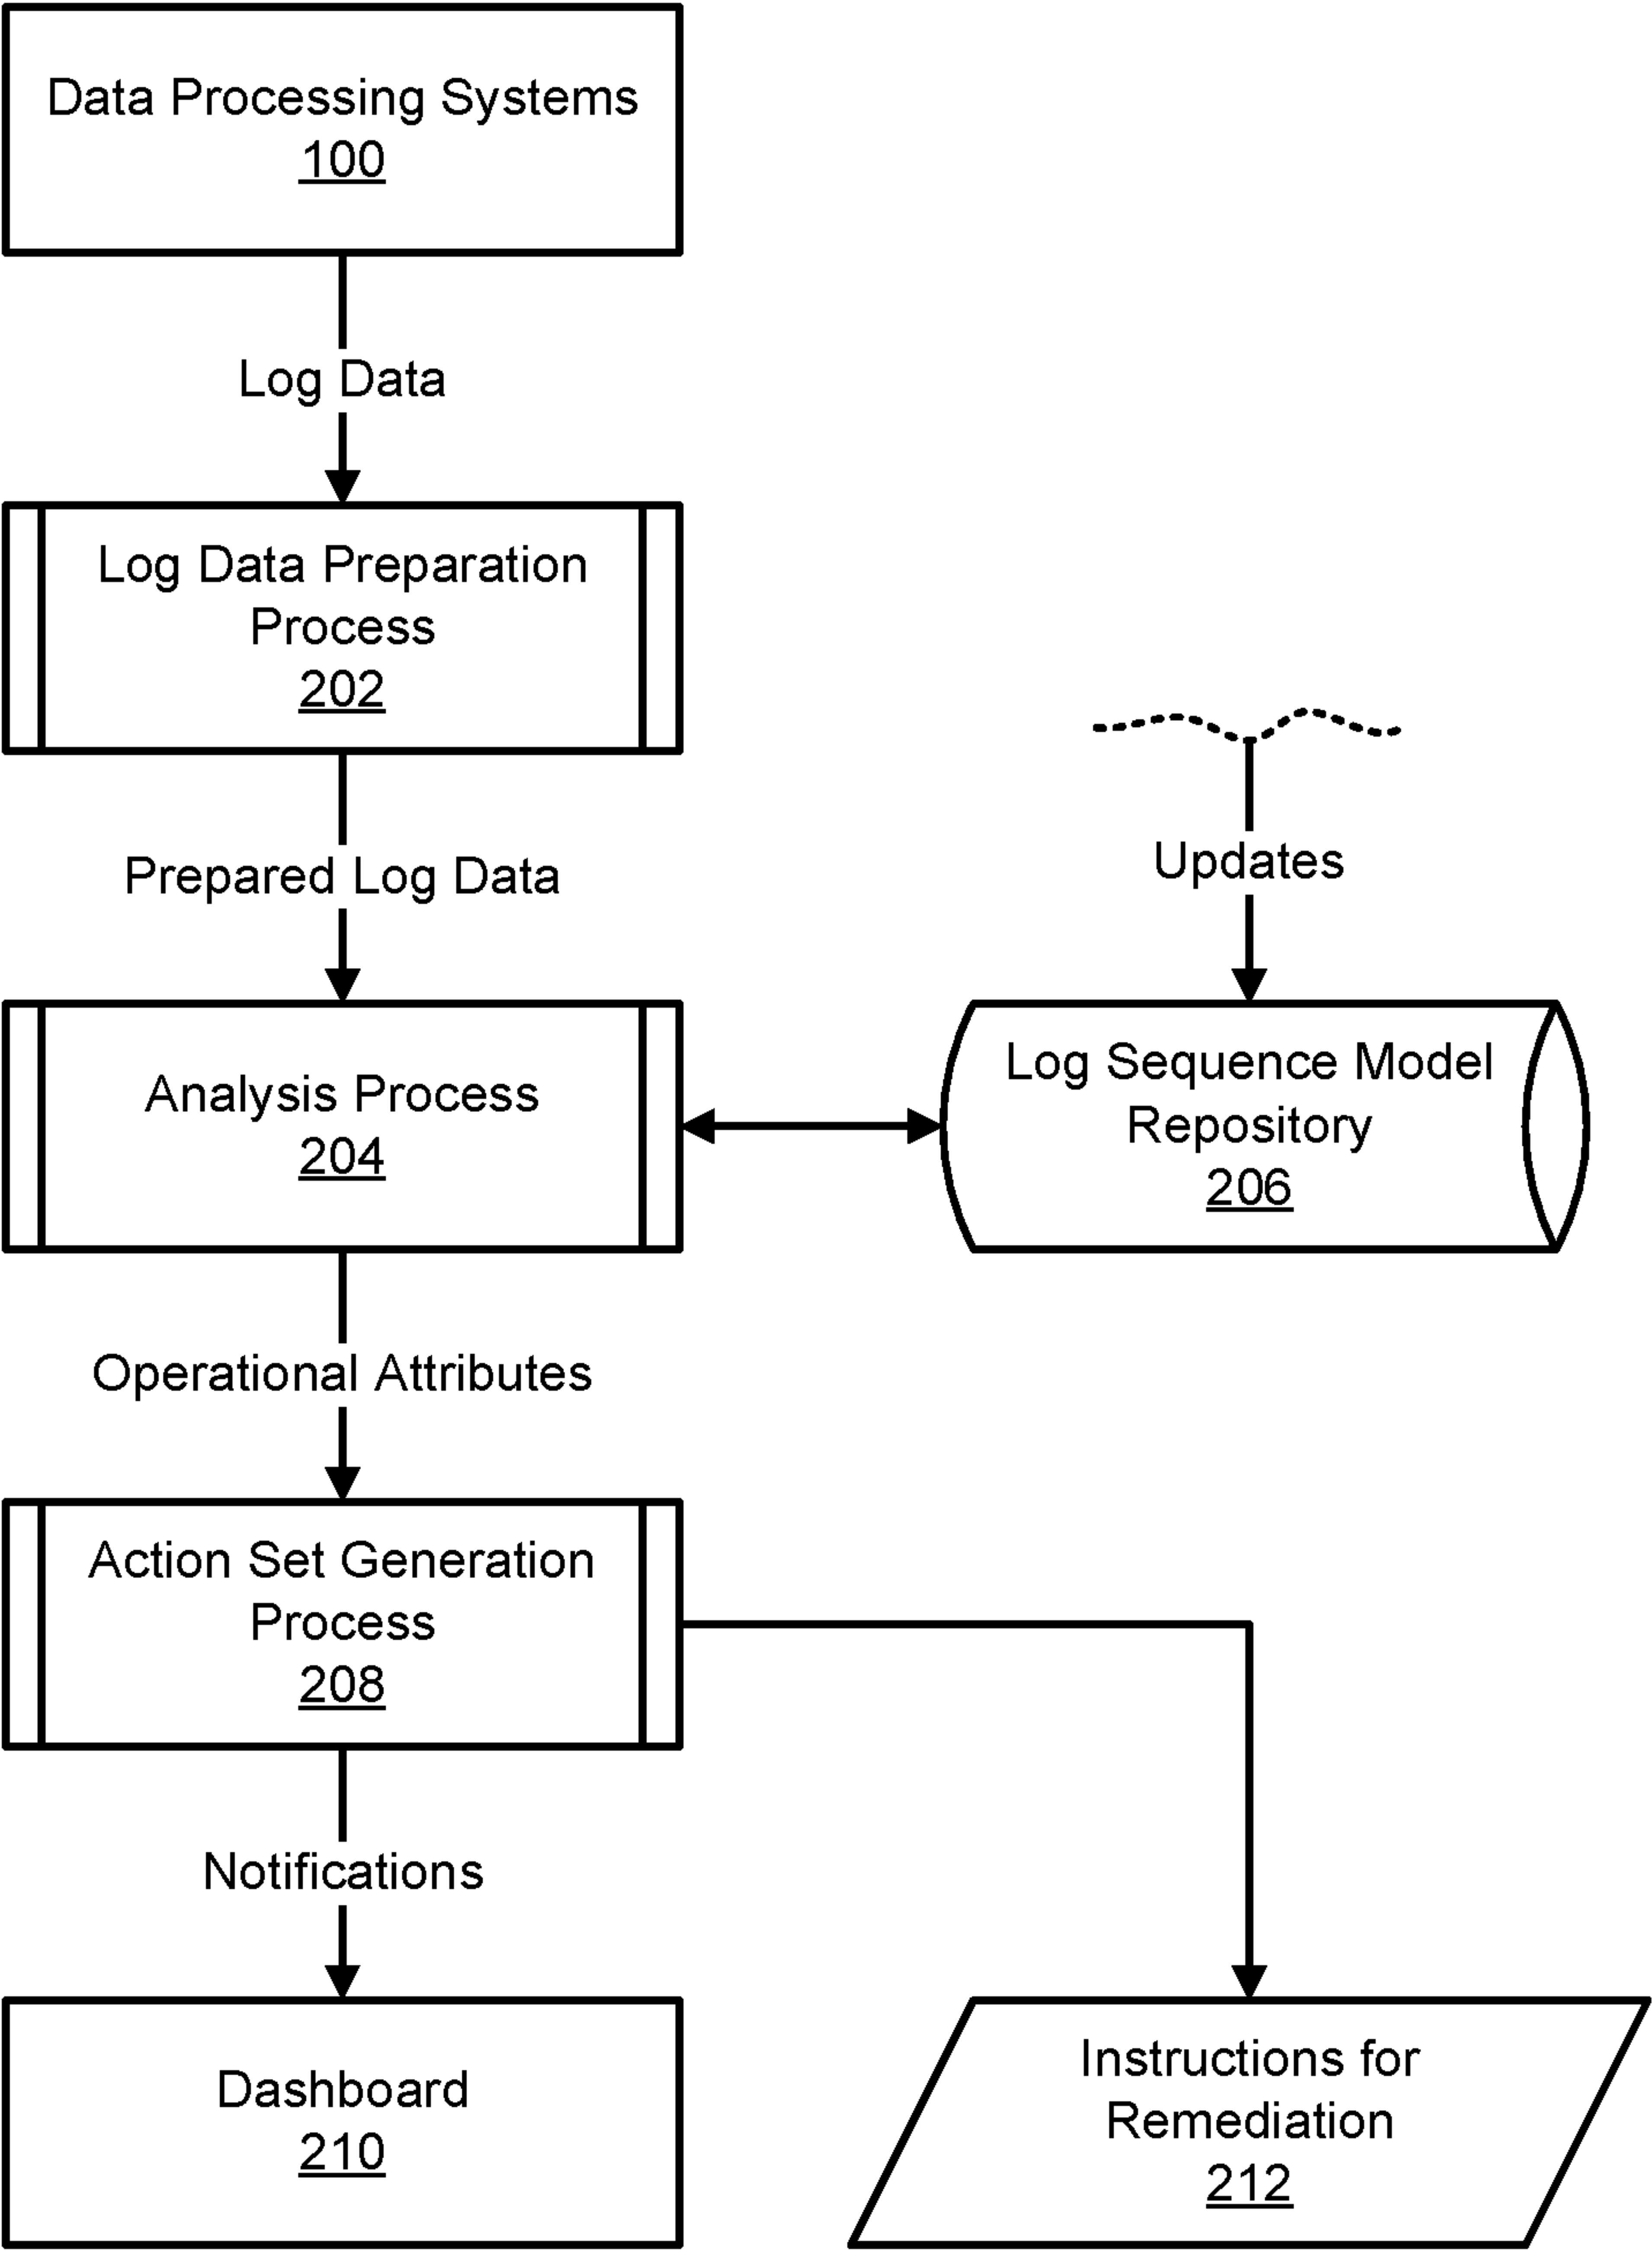 Data Processing Systems
100
Log Data
Log Data Preparation
Process
202
Prepared Log Data
Updates
Analysis Process
204
Log Sequence Model
Repository
206
Operational Attributes
Action Set Generation
Process
208
Notifications
Dashboard
210
Instructions for
Remediation
212